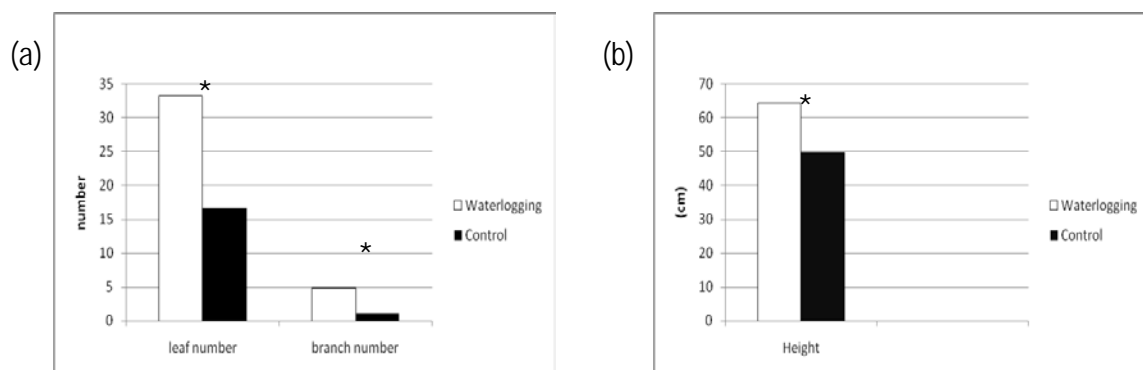 (a)
*
35
30
25
20
15
10
5
0
number
*
leaf number
branch number
Waterlogging
Control
(b)
*
70
60
50
40
30
20
10
0
(cm)
Height
Waterlogging
Control